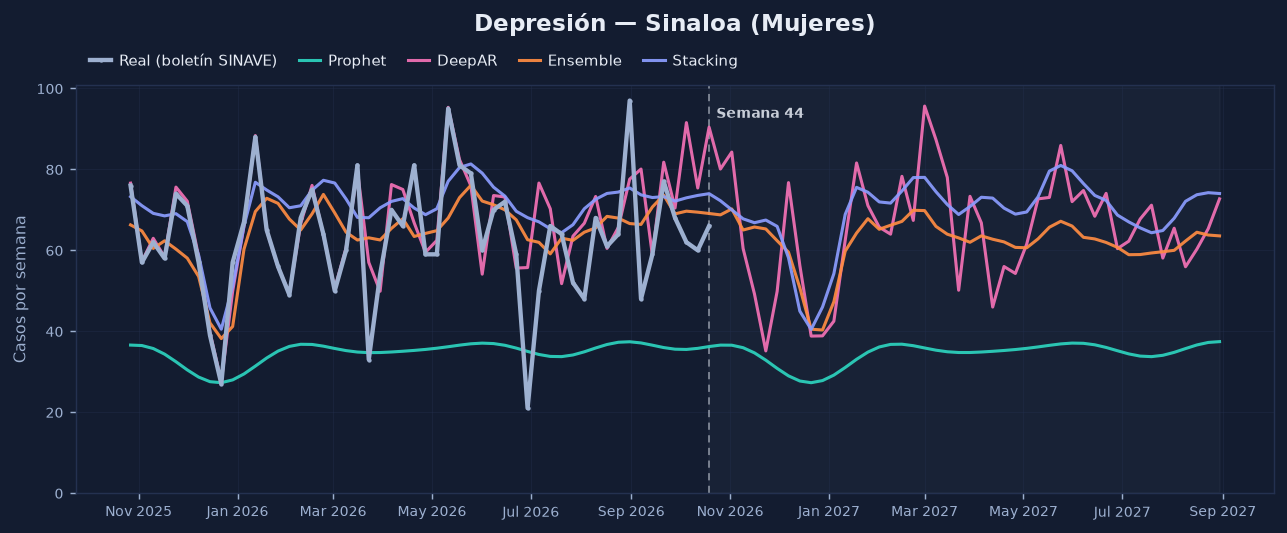 Depresión — Sinaloa (Mujeres)
Real (boletín SINAVE) Prophet DeepAR Ensemble Stacking
Semana 44
Casos por semana
100
80
60
40
20
0
Nov 2025 Jan 2026 Mar 2026 May 2026 Jul 2026 Sep 2026 Nov 2026 Jan 2027 Mar 2027 May 2027 Jul 2027 Sep 2027